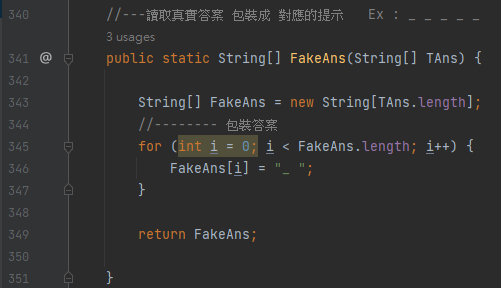 340 //---讀取真實答案 包裝成 對應的提示   Ex : _ _ _ _ _
3 usages
341 @ public static String[] FakeAns(String[] TAns) {
342
343 String[] FakeAns = new String[TAns.length];
344 //-------- 包裝答案
345 for (int i = 0; i < FakeAns.length; i++) {
346 FakeAns[i] = "_ ";
347 }
348
349 return FakeAns;
350
351 }